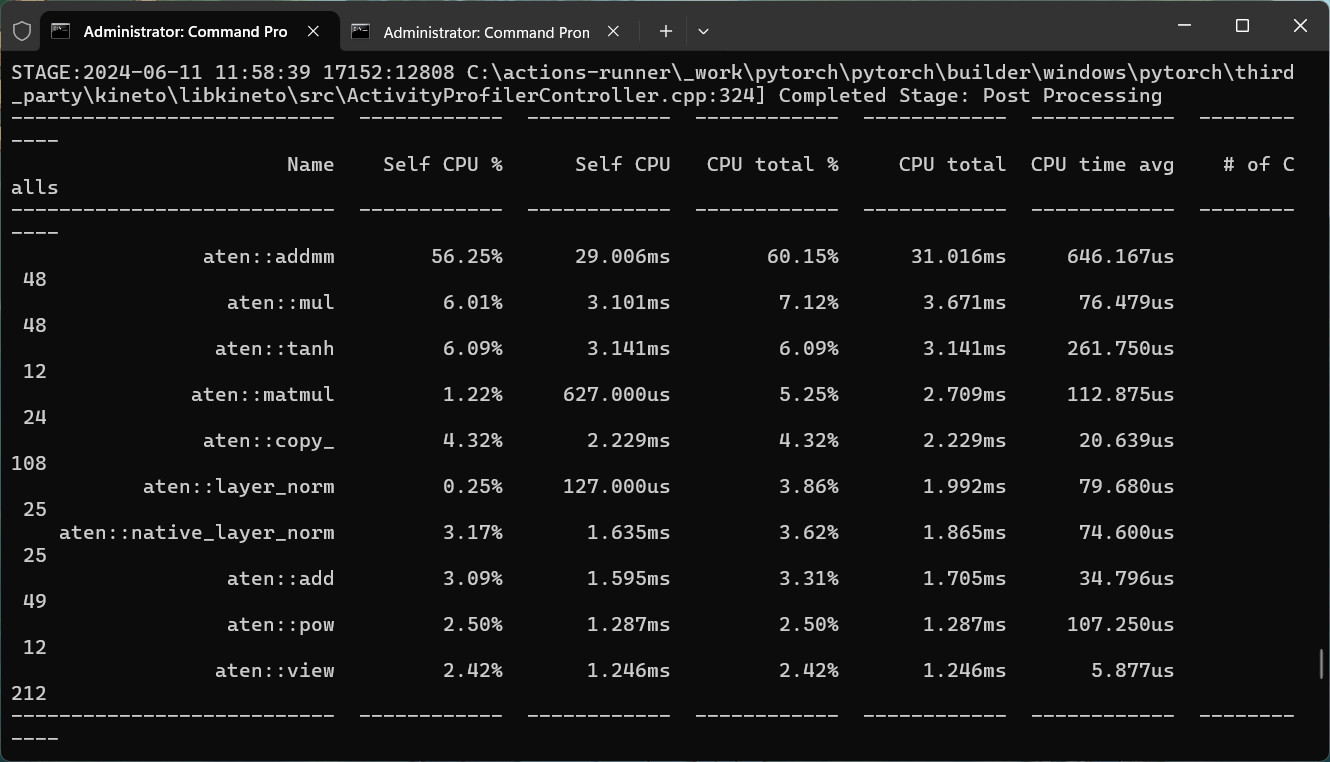 Administrator: Command Pro
Administrator: Command Pron
STAGE:2024-06-11 11:58:39 17152:12808 C:\actions-runner\_work\pytorch\pytorch\builder\windows\pytorch\third
_party\kineto\libkineto\src\ActivityProfilerController.cpp:324] Completed Stage: Post Processing
---------------------------  ------------  ------------  ------------  ------------  ------------  --------
----
                       Name    Self CPU %      Self CPU   CPU total %     CPU total  CPU time avg    # of C
alls
---------------------------  ------------  ------------  ------------  ------------  ------------  --------
----
                aten::addmm        56.25%      29.006ms        60.15%      31.016ms     646.167us
 48
                  aten::mul         6.01%       3.101ms         7.12%       3.671ms      76.479us
 48
                 aten::tanh         6.09%       3.141ms         6.09%       3.141ms     261.750us
 12
               aten::matmul         1.22%     627.000us         5.25%       2.709ms     112.875us
 24
                aten::copy_         4.32%       2.229ms         4.32%       2.229ms      20.639us
108
           aten::layer_norm         0.25%     127.000us         3.86%       1.992ms      79.680us
 25
    aten::native_layer_norm         3.17%       1.635ms         3.62%       1.865ms      74.600us
 25
                  aten::add         3.09%       1.595ms         3.31%       1.705ms      34.796us
 49
                  aten::pow         2.50%       1.287ms         2.50%       1.287ms     107.250us
 12
                 aten::view         2.42%       1.246ms         2.42%       1.246ms       5.877us
212
---------------------------  ------------  ------------  ------------  ------------  ------------  --------
----